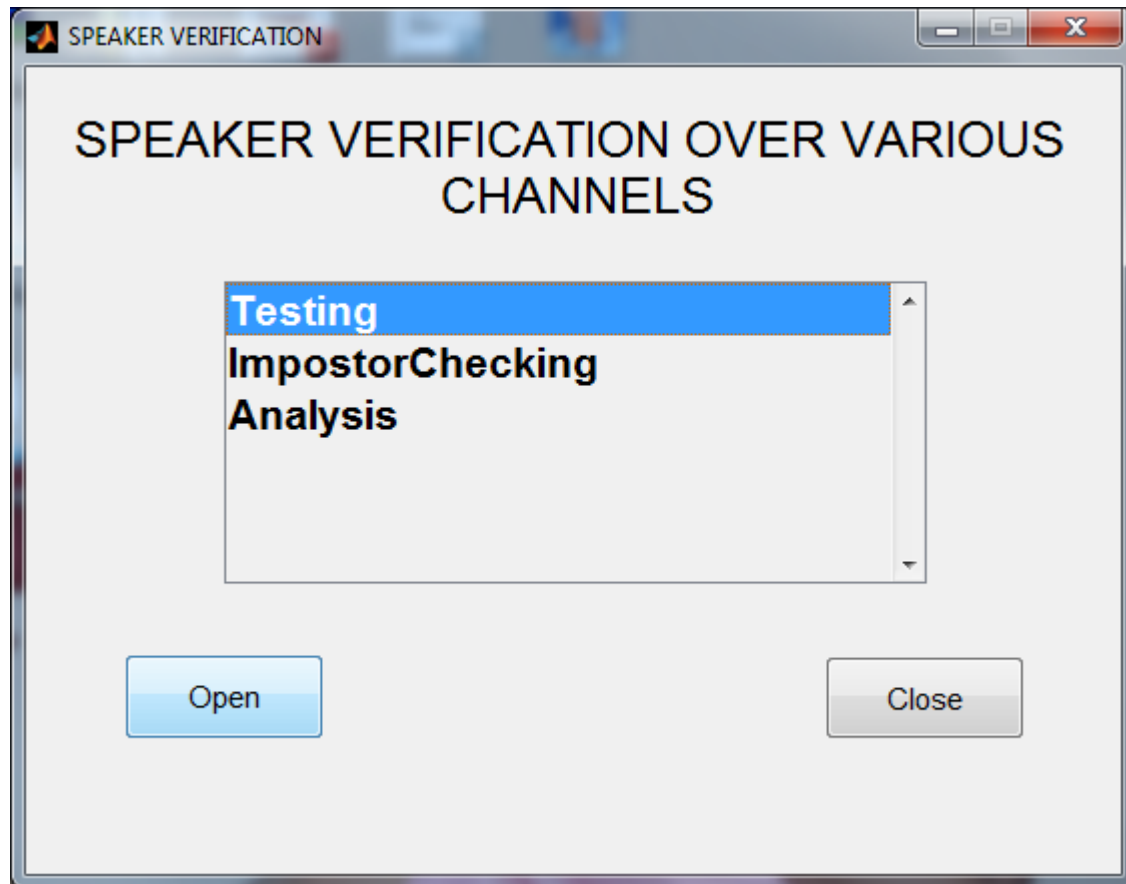 SPEAKER VERIFICATION
SPEAKER VERIFICATION OVER VARIOUS
CHANNELS
Testing
ImpostorChecking
Analysis
Open
Close